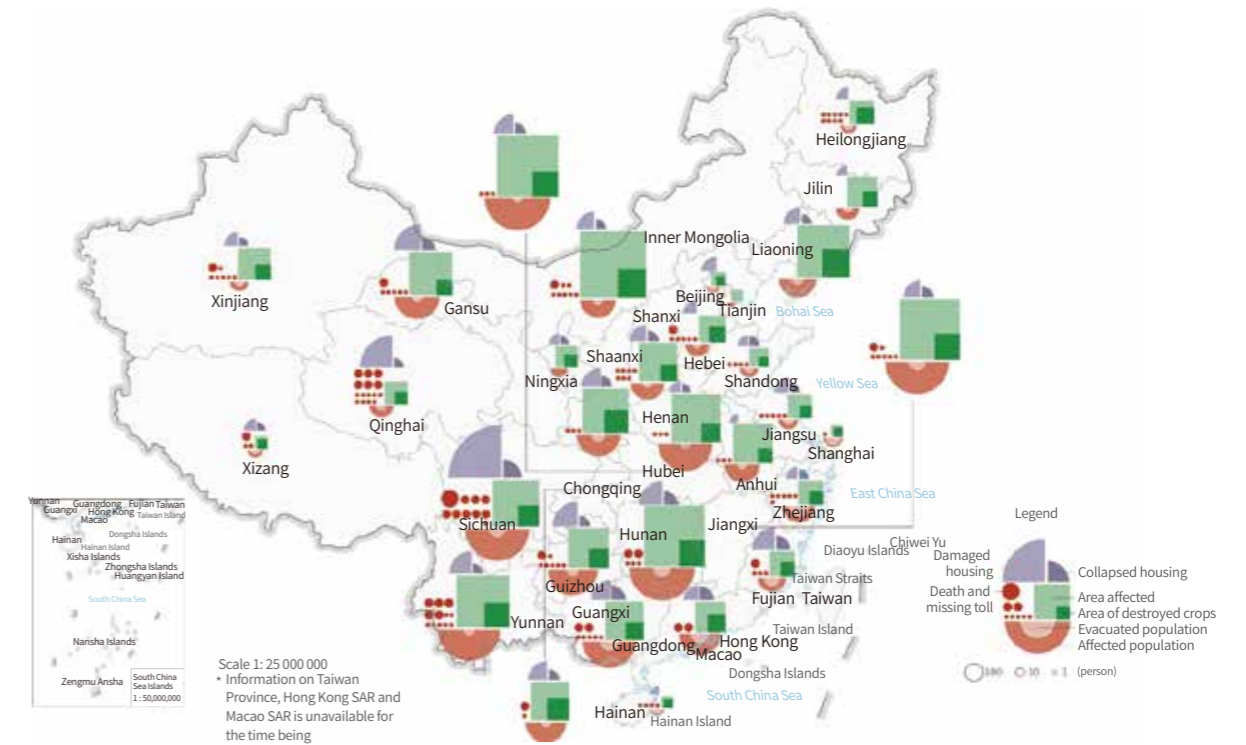 Heilongjiang
Jilin
Inner Mongolia
Liaoning
Xinjiang
Gansu
Beijing
Tianjin
Bohai Sea
Shanxi
Shaanxi
Hebei
Ningxia
Shandong
Yellow Sea
Qinghai
Henan
Jiangsu
Shanghai
Xizang
Hubei
Anhui
Chongqing
East China Sea
Zhejiang
Sichuan
Hunan
Jiangxi
Chiwei Yu
Diaoyu Islands
Guizhou
Taiwan Straits
Fujian
Taiwan
Yunnan
Guangxi
Taiwan Island
Guangdong
Hong Kong
Macao
Dongsha Islands
South China Sea
Hainan
Hainan Island
Yunnan
Guangdong
Fujian Taiwan
Guangxi
Hong Kong
Taiwan Island
Macao
Dongsha Islands
Hainan
Hainan Island
Xisha Islands
Zhongsha Islands
Huangyan Island
South China Sea
Nansha Islands
Zengmu Ansha
South China
Sea Islands
1 : 50,000,000
Scale 1: 25 000 000
* Information on Taiwan
Province, Hong Kong SAR and
Macao SAR is unavailable for
the time being
Legend
Damaged
housing
Collapsed housing
Death and
missing toll
Area affected
Area of destroyed crops
Evacuated population
Affected population
100 10 1 (person)